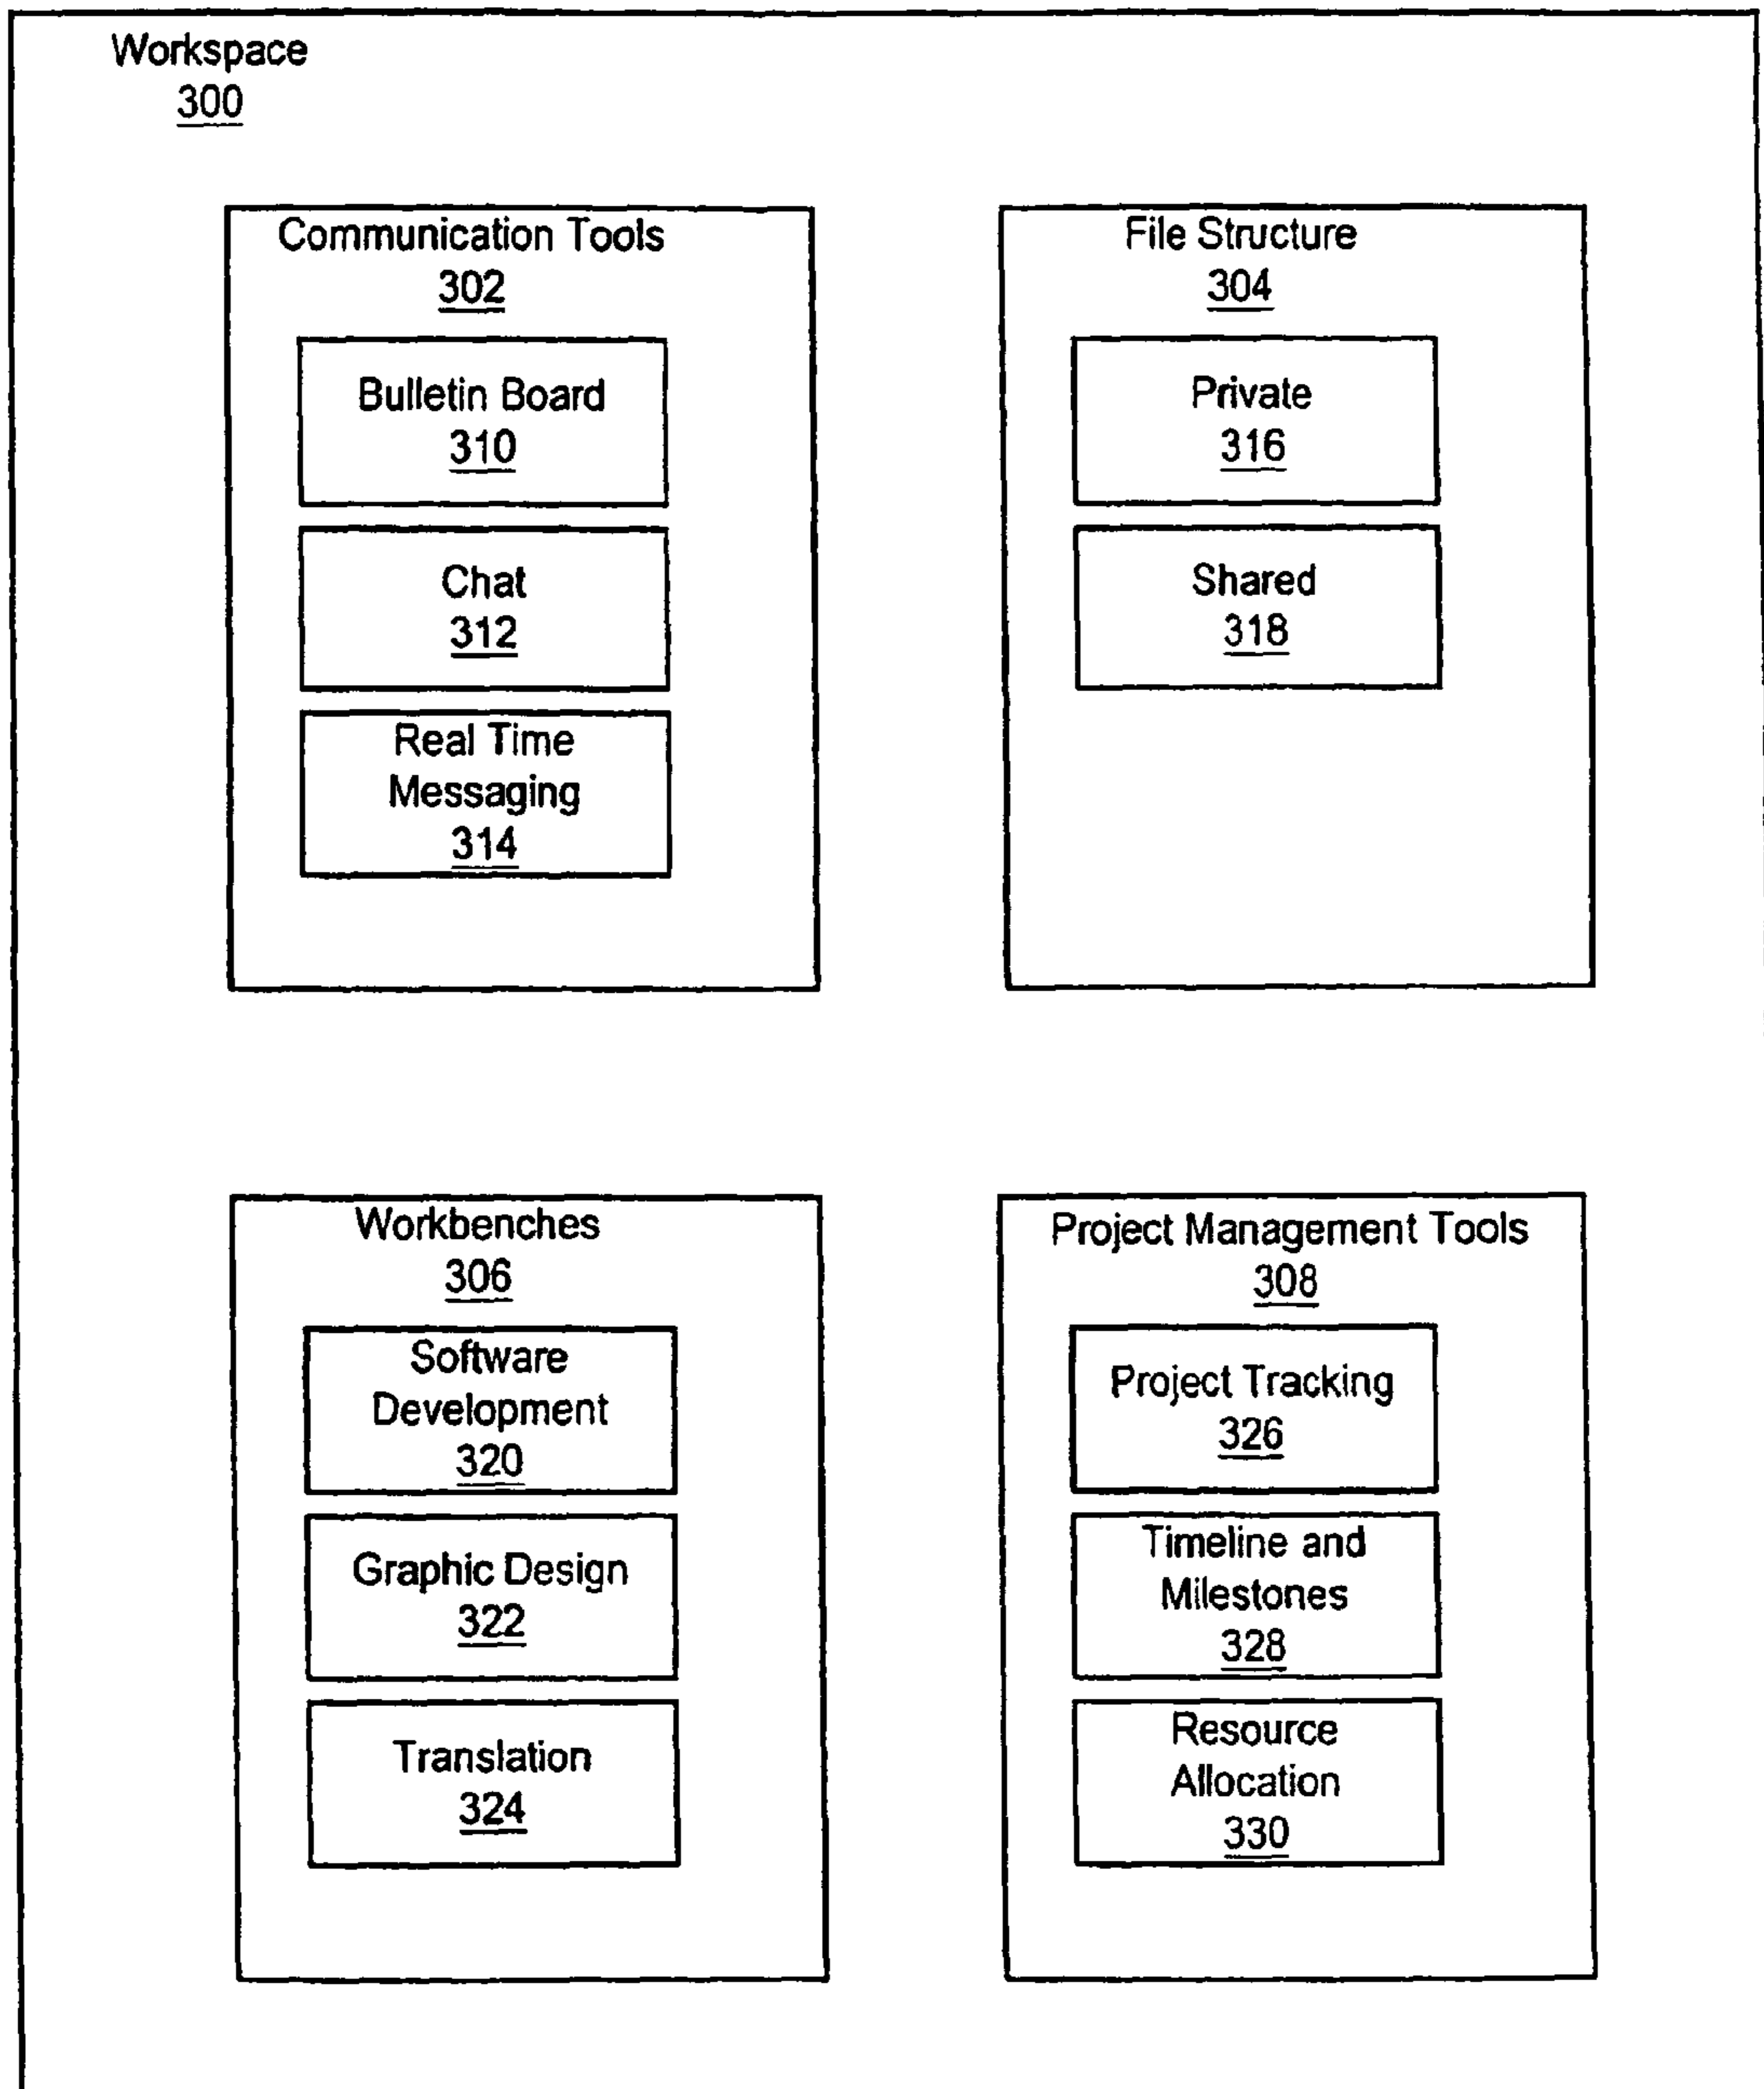 Workspace
300
Communication Tools
302
Bulletin Board
310
Chat
312
Real Time
Messaging
314
File Structure
304
Private
316
Shared
318
Workbenches
306
Software
Development
320
Graphic Design
322
Translation
324
Project Management Tools
308
Project Tracking
326
Timeline and
Milestones
328
Resource
Allocation
330